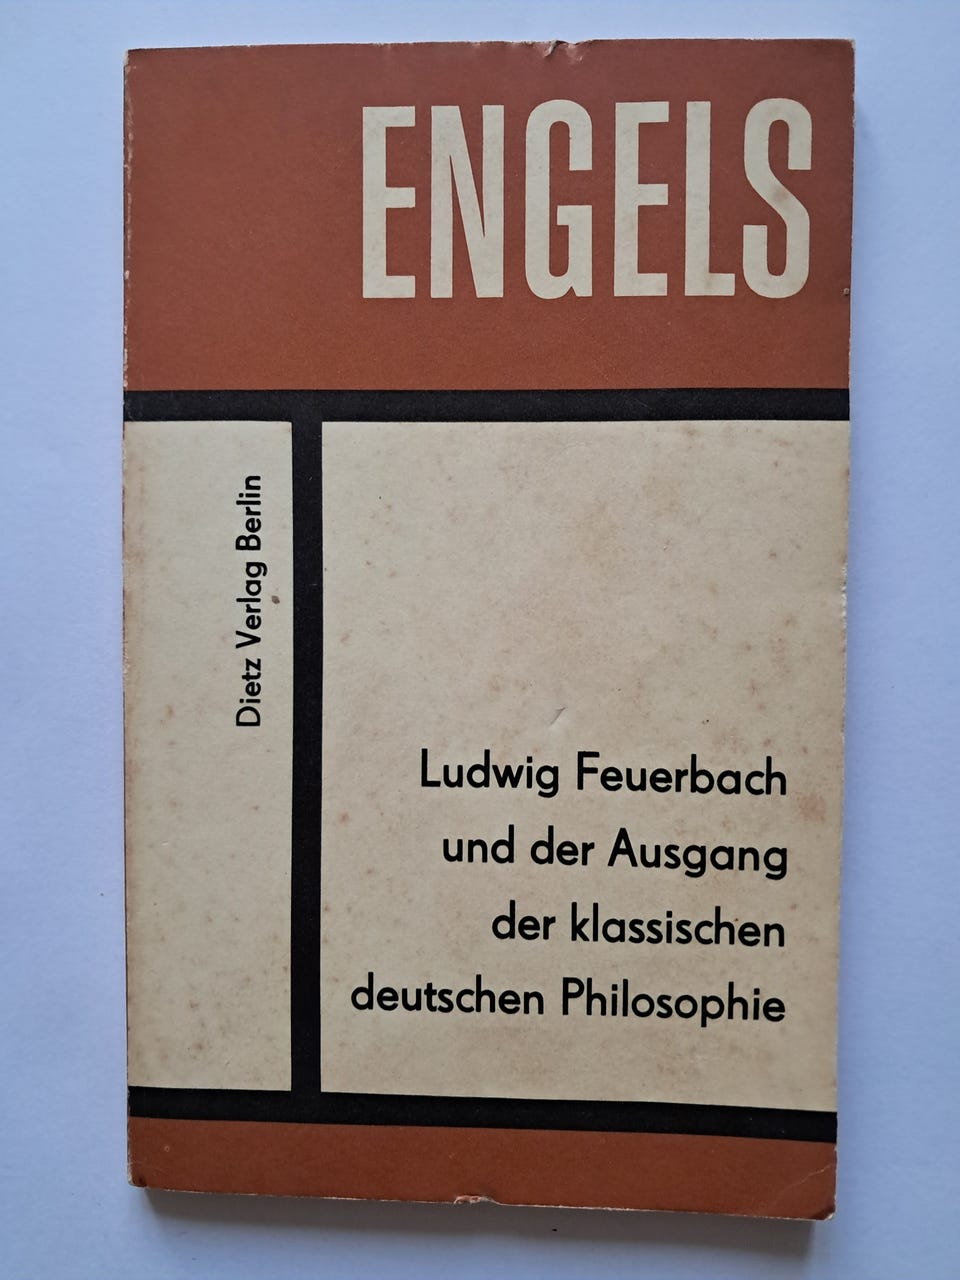 ENGELS
Dietz Verlag Berlin
Ludwig Feuerbach
und der Ausgang
der klassischen
deutschen Philosophie